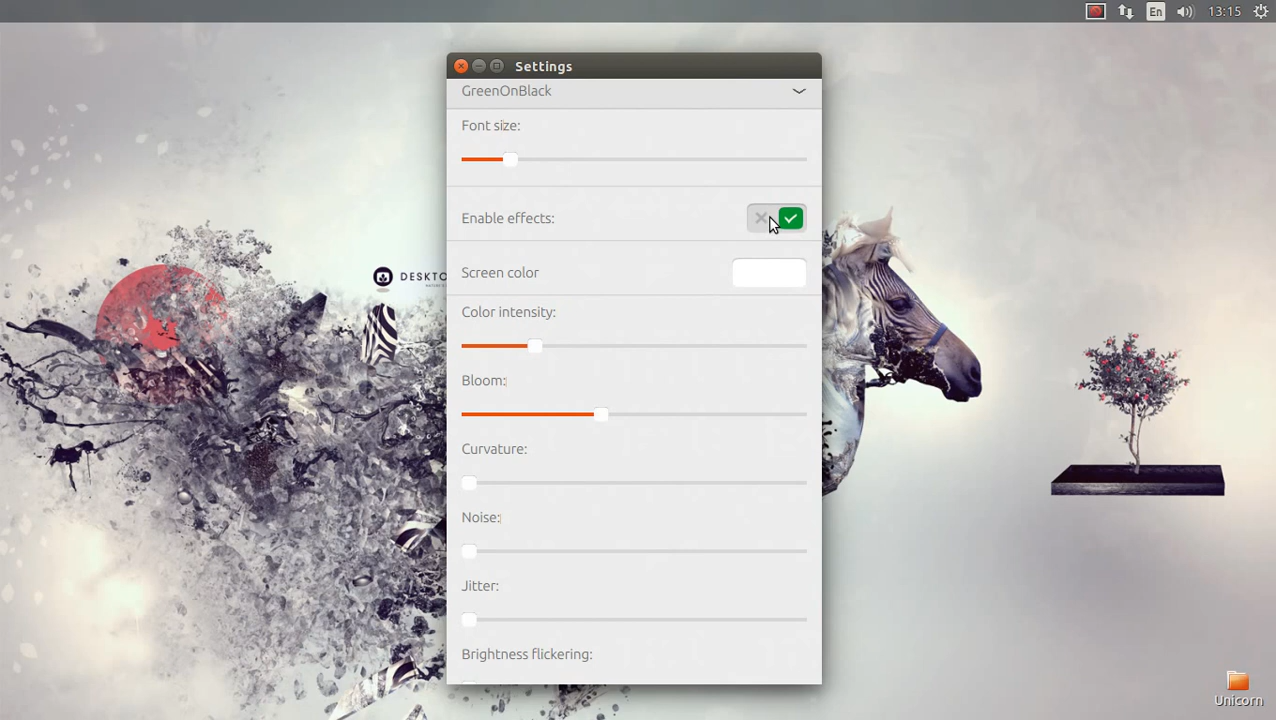 En
13:15
Settings
GreenOnBlack
Font size:
Enable effects:
Screen color
DESKTO
Color intensity:
Bloom:
Curvature:
Noise:
Jitter:
Brightness flickering:
Unicorn